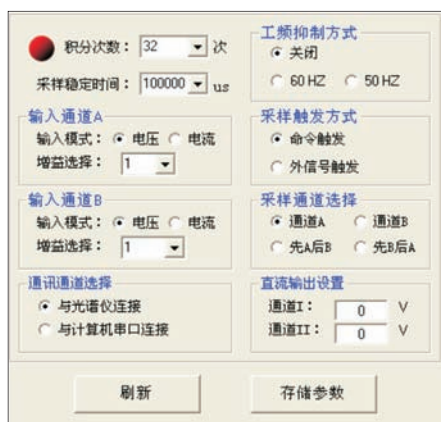 积分次数： 32 次
采样稳定时间： 100000 us
工频抑制方式
关闭
60 HZ 50 HZ
输入通道A
输入模式： 电压 电流
增益选择： 1
采样触发方式
命令触发
外信号触发
输入通道B
输入模式： 电压 电流
增益选择： 1
采样通道选择
通道A 通道B
先A后B 先B后A
通讯通道选择
与光谱仪连接
与计算机串口连接
直流输出设置
通道I： 0 V
通道II： 0 V
刷新 存储参数